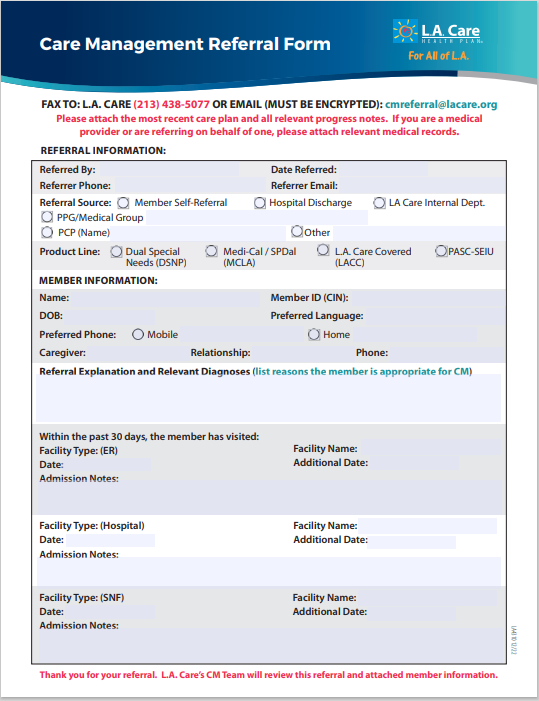 Care Management Referral Form
L.A. Care
HEALTH PLAN®
For All of L.A.
FAX TO: L.A. CARE (213) 438-5077 OR EMAIL (MUST BE ENCRYPTED): cmreferral@lacare.org
Please attach the most recent care plan and all relevant progress notes. If you are a medical
provider or are referring on behalf of one, please attach relevant medical records.
REFERRAL INFORMATION:
Referred By: Date Referred:
Referrer Phone: Referrer Email:
Referral Source: Member Self-Referral Hospital Discharge LA Care Internal Dept.
PPG/Medical Group
PCP (Name) Other
Product Line: Dual Special Medi-Cal / SPDal L.A. Care Covered PASC-SEIU
Needs (DSNP) (MCLA) (LACC)
MEMBER INFORMATION:
Name: Member ID (CIN):
DOB: Preferred Language:
Preferred Phone: Mobile Home
Caregiver: Relationship: Phone:
Referral Explanation and Relevant Diagnoses (list reasons the member is appropriate for CM)
Within the past 30 days, the member has visited:
Facility Type: (ER) Facility Name:
Date: Additional Date:
Admission Notes:
Facility Type: (Hospital) Facility Name:
Date: Additional Date:
Admission Notes:
Facility Type: (SNF) Facility Name:
Date: Additional Date:
Admission Notes:
Thank you for your referral. L.A. Care's CM Team will review this referral and attached member information.